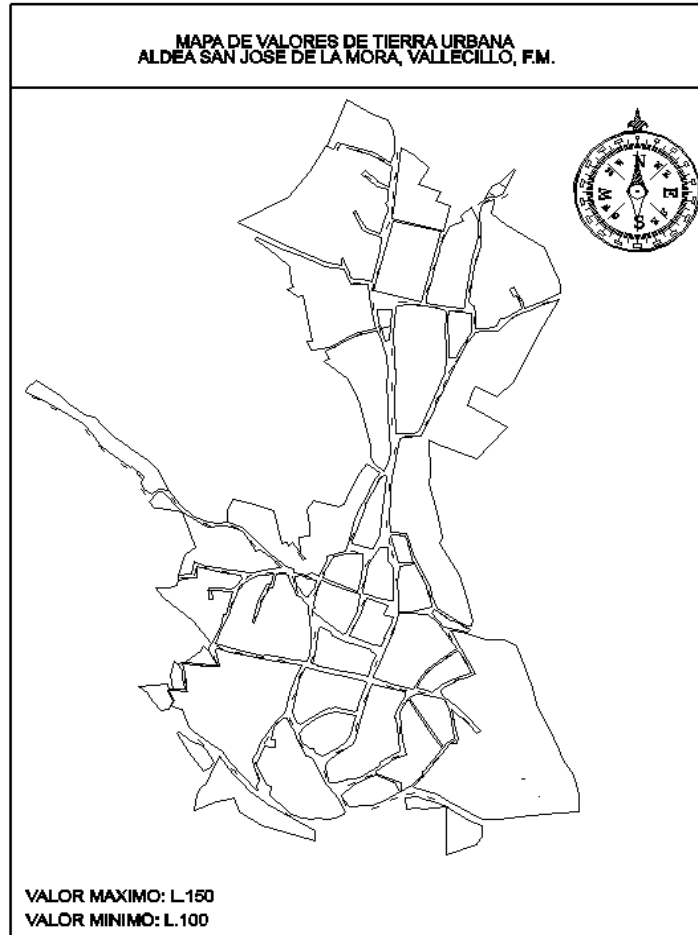 MAPA DE VALORES DE TIERRA URBANA
ALDEA SAN JOSE DE LA MORA, VALLECILLO, F.M.
N
W E
S
VALOR MAXIMO: L.150
VALOR MINIMO: L.100